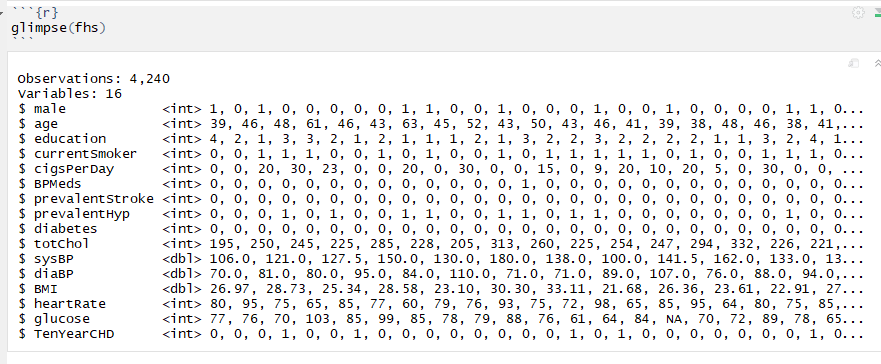 ```{r}
glimpse(fhs)
```
Observations: 4,240
Variables: 16
$ male            <int> 1, 0, 1, 0, 0, 0, 0, 0, 1, 1, 0, 0, 1, 0, 0, 0, 1, 0, 0, 1, 0, 0, 0, 0, 1, 1, 0...
$ age             <int> 39, 46, 48, 61, 46, 43, 63, 45, 52, 43, 50, 43, 46, 41, 39, 38, 48, 46, 38, 41,...
$ education       <int> 4, 2, 1, 3, 3, 2, 1, 2, 1, 1, 1, 2, 1, 3, 2, 2, 3, 2, 2, 2, 2, 1, 1, 3, 2, 4, 1...
$ currentSmoker   <int> 0, 0, 1, 1, 1, 0, 0, 1, 0, 1, 0, 0, 1, 0, 1, 1, 1, 1, 1, 0, 1, 0, 0, 1, 1, 1, 0...
$ cigsPerDay      <int> 0, 0, 20, 30, 23, 0, 0, 20, 0, 30, 0, 0, 15, 0, 9, 20, 10, 20, 5, 0, 30, 0, 0, ...
$ BPMeds          <int> 0, 0, 0, 0, 0, 0, 0, 0, 0, 0, 0, 0, 0, 1, 0, 0, 0, 0, 0, 0, 0, 0, 0, 0, 0, 0, 0...
$ prevalentStroke <int> 0, 0, 0, 0, 0, 0, 0, 0, 0, 0, 0, 0, 0, 0, 0, 0, 0, 0, 0, 0, 0, 0, 0, 0, 0, 0, 0...
$ prevalentHyp    <int> 0, 0, 0, 1, 0, 1, 0, 0, 1, 1, 0, 0, 1, 1, 0, 1, 1, 0, 0, 0, 0, 0, 0, 0, 1, 0, 0...
$ diabetes        <int> 0, 0, 0, 0, 0, 0, 0, 0, 0, 0, 0, 0, 0, 0, 0, 0, 0, 0, 0, 0, 0, 0, 0, 0, 0, 0, 0...
$ totChol         <int> 195, 250, 245, 225, 285, 228, 205, 313, 260, 225, 254, 247, 294, 332, 226, 221,...
$ sysBP           <dbl> 106.0, 121.0, 127.5, 150.0, 130.0, 180.0, 138.0, 100.0, 141.5, 162.0, 133.0, 13...
$ diaBP           <dbl> 70.0, 81.0, 80.0, 95.0, 84.0, 110.0, 71.0, 71.0, 89.0, 107.0, 76.0, 88.0, 94.0,...
$ BMI             <dbl> 26.97, 28.73, 25.34, 28.58, 23.10, 30.30, 33.11, 21.68, 26.36, 23.61, 22.91, 27...
$ heartRate       <int> 80, 95, 75, 65, 85, 77, 60, 79, 76, 93, 75, 72, 98, 65, 85, 95, 64, 80, 75, 85,...
$ glucose         <int> 77, 76, 70, 103, 85, 99, 85, 78, 79, 88, 76, 61, 64, 84, NA, 70, 72, 89, 78, 65...
$ TenYearCHD      <int> 0, 0, 0, 1, 0, 0, 1, 0, 0, 0, 0, 0, 0, 0, 1, 0, 1, 0, 0, 0, 0, 0, 0, 0, 1, 0...